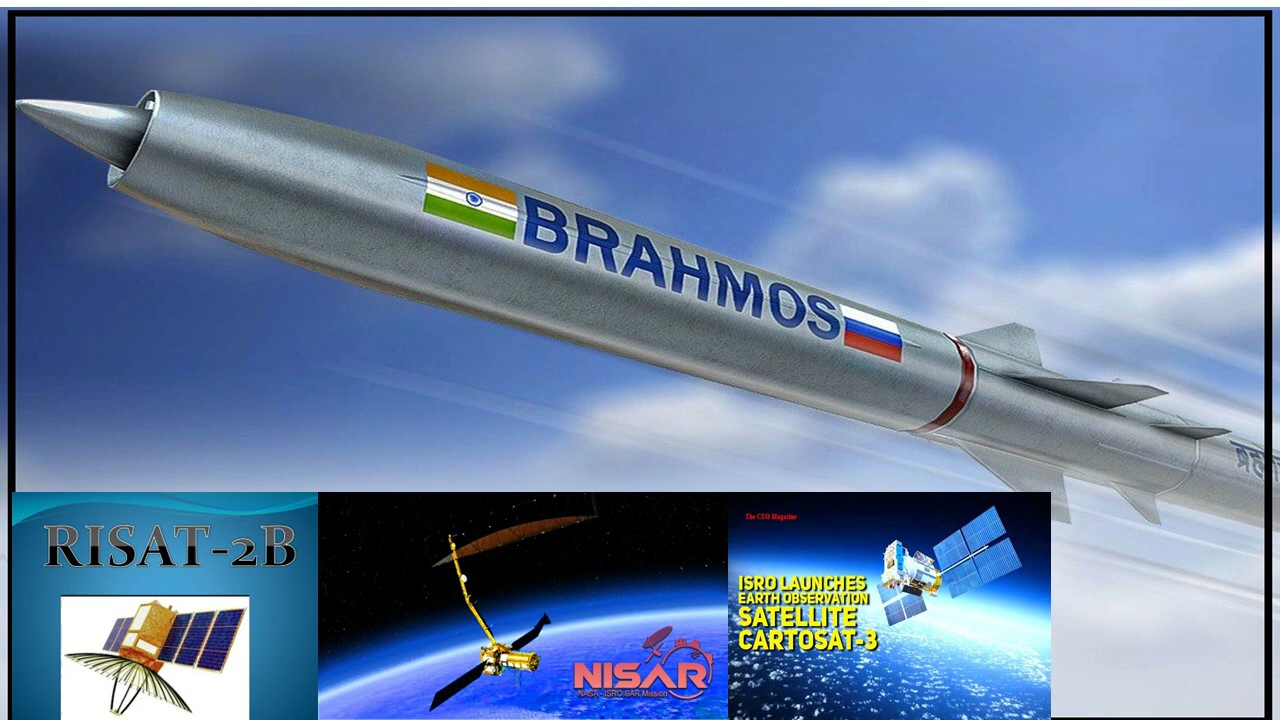 BRAHMOS
RISAT-2B
NISAR
NASA - ISRO SAR Mission
The CEO Magazine
ISRO LAUNCHES
EARTH OBSERVATION
SATELLITE
CARTOSAT-3